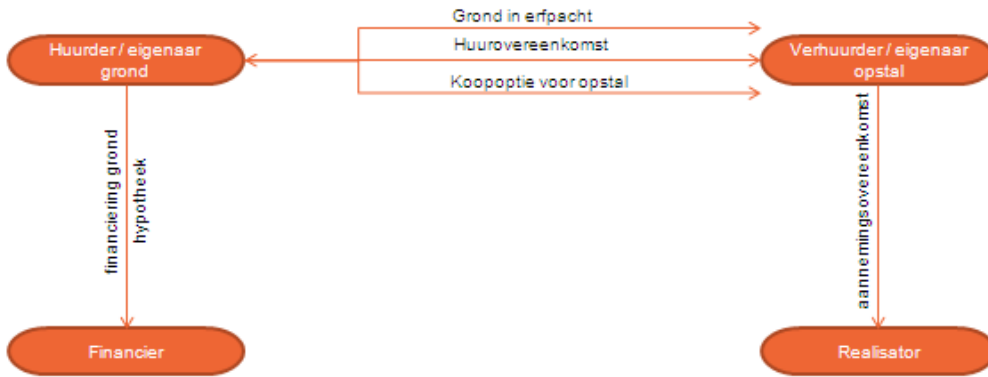 Grond in erfpacht
Huurder / eigenaar
grond
Huurovereenkomst
Verhuurder / eigenaar
opstal
Koopoptie voor opstal
financiering grond
hypotheek
aannemingsovereenkomst
Financier
Realisator